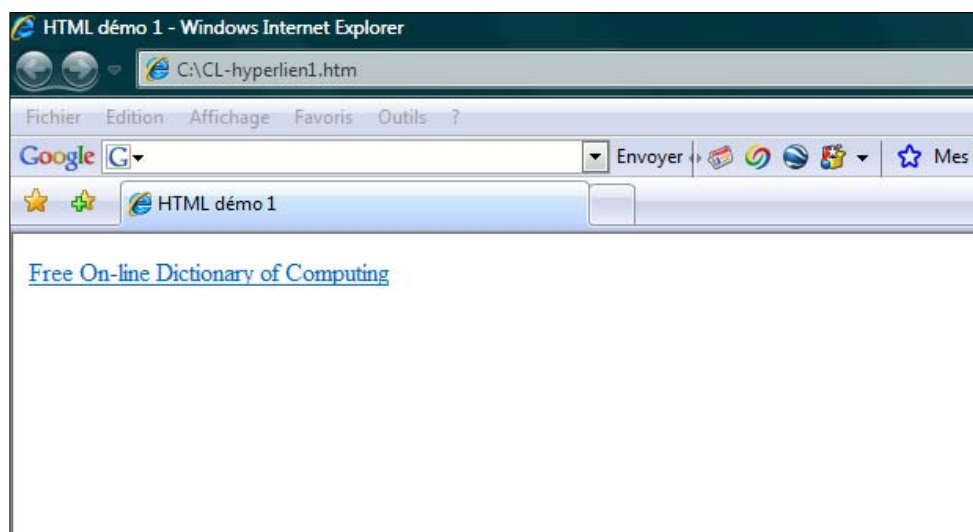 HTML démo 1 - Windows Internet Explorer
C:\CL-hyperlien1.htm
Fichier Edition Affichage Favoris Outils ?
Google G Envoyer Mes
HTML démo 1
Free On-line Dictionary of Computing